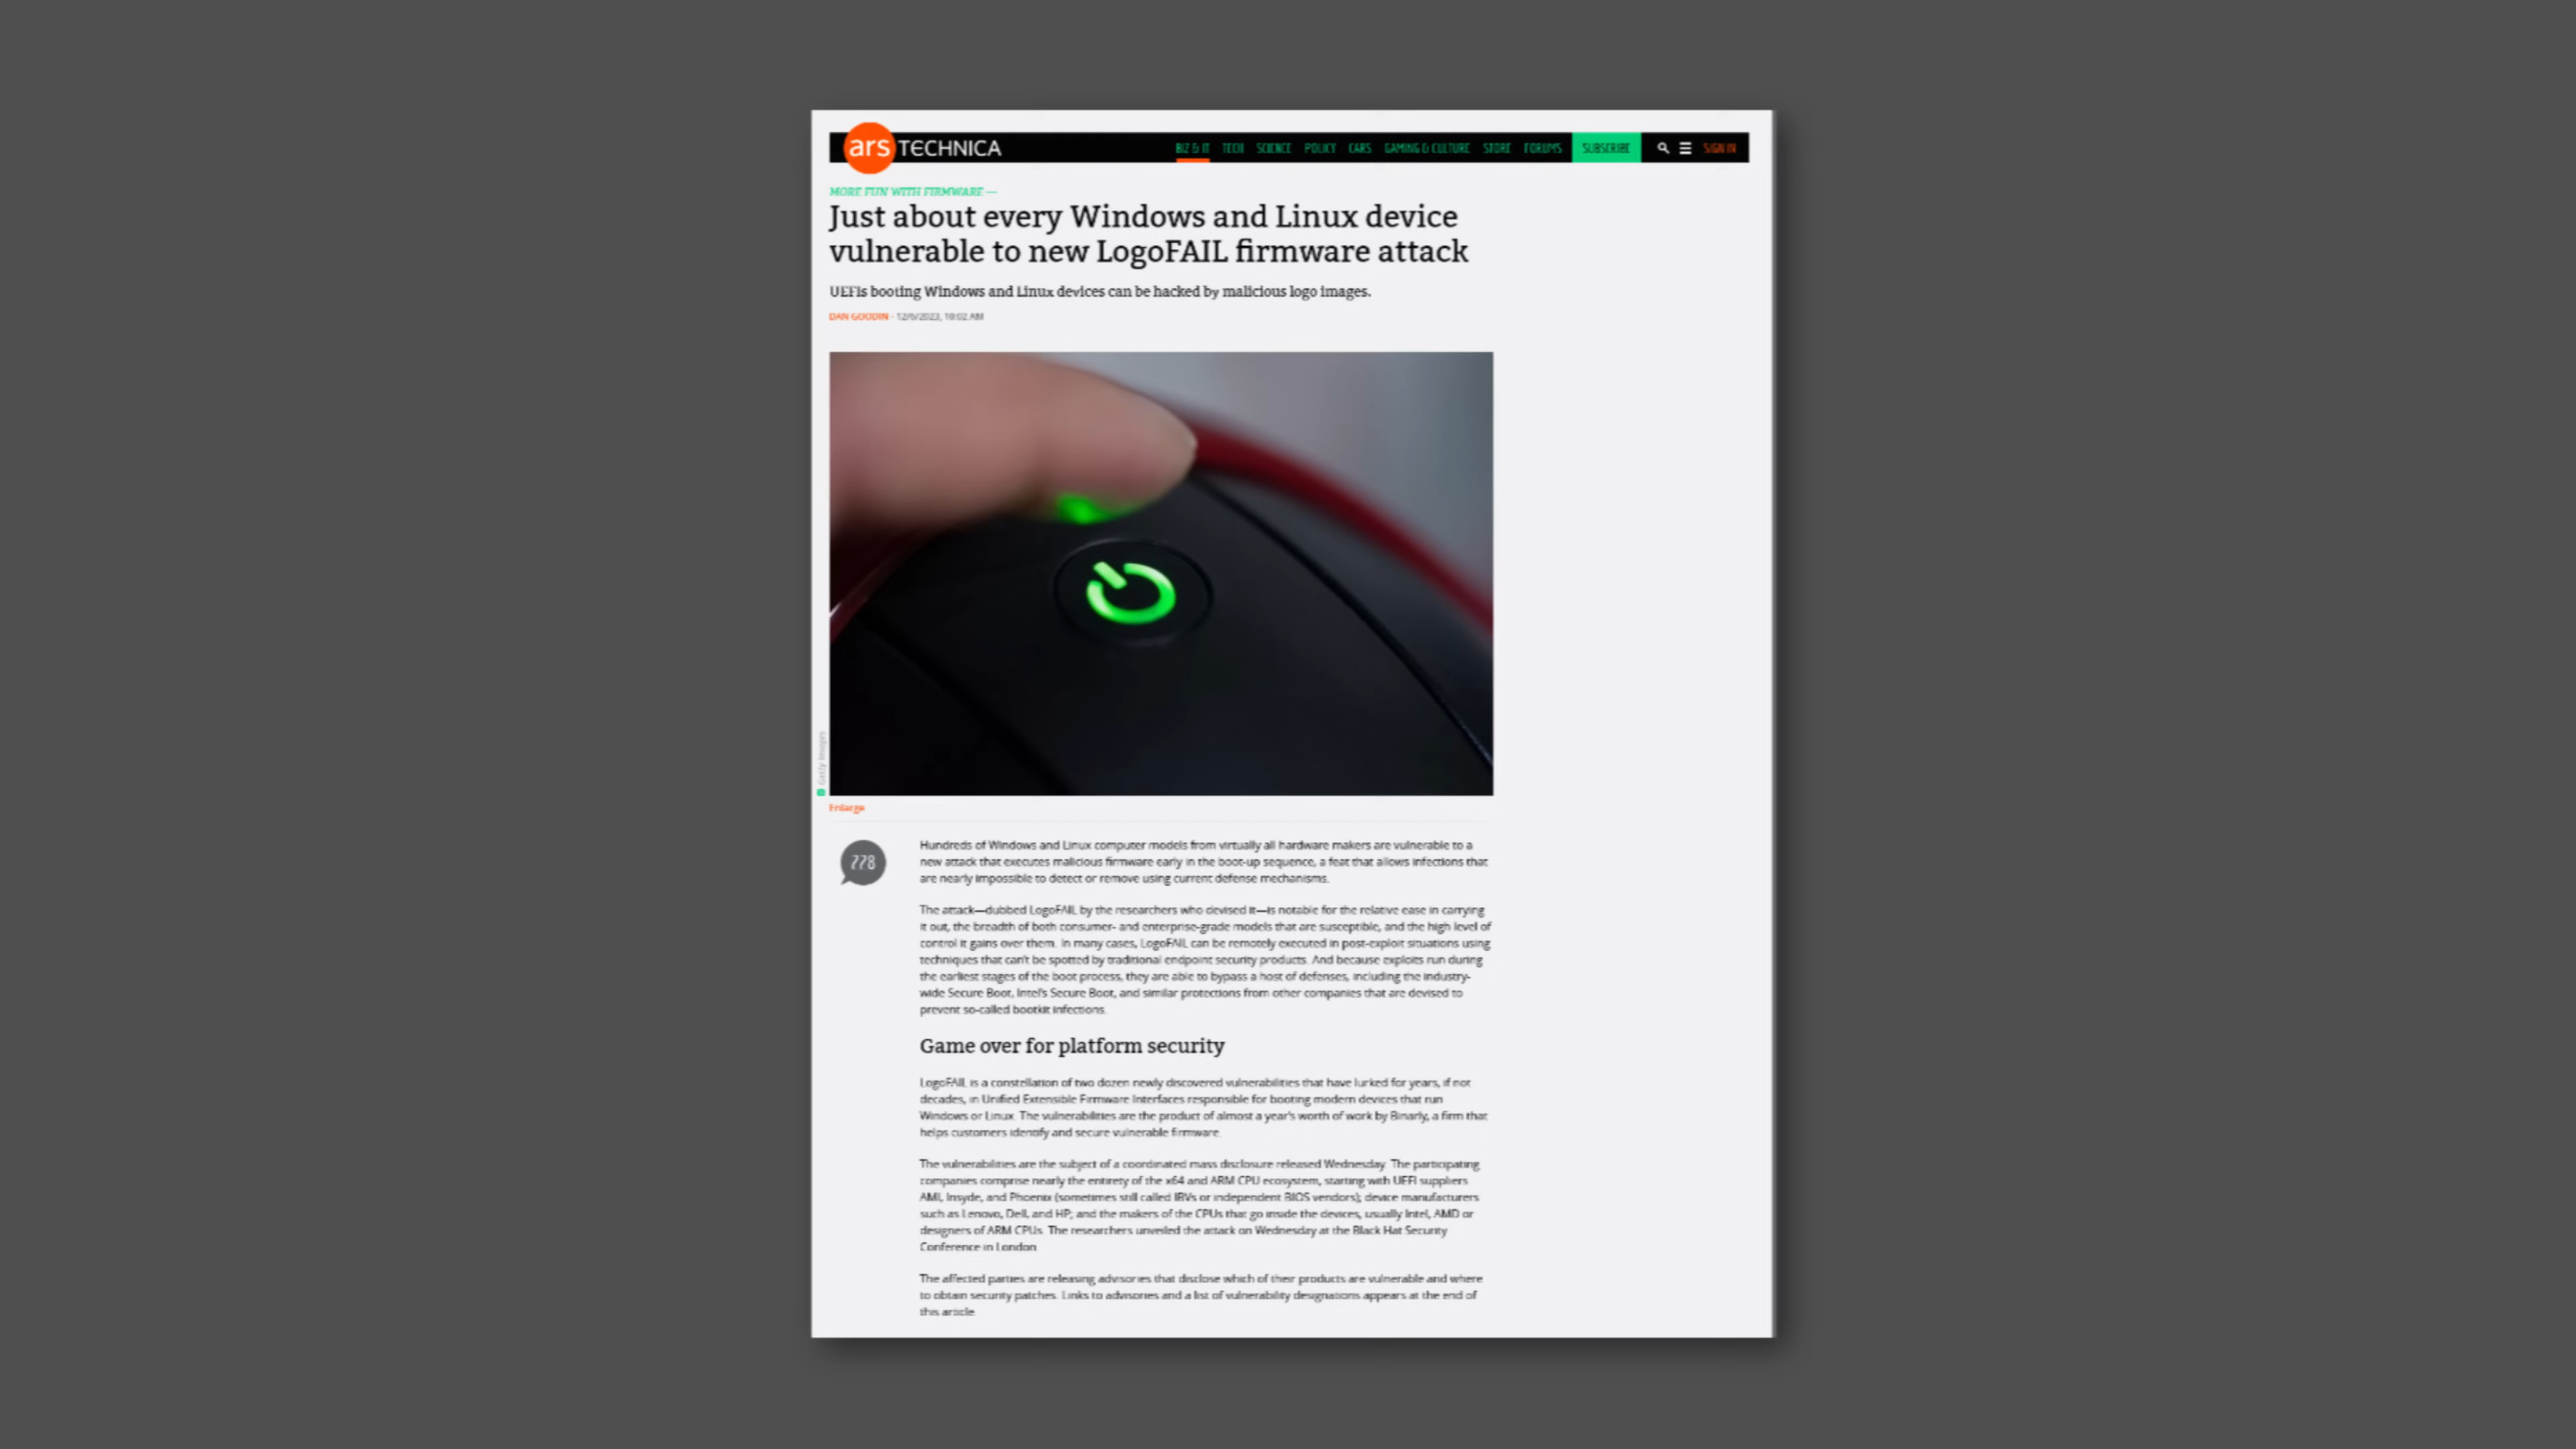 ars TECHNICA
BIZ & IT TECH SCIENCE POLICY CARS GAMING & CULTURE STORE FORUMS SUBSCRIBE SIGN IN
MORE FUN WITH FIRMWARE —
Just about every Windows and Linux device
vulnerable to new LogoFAIL firmware attack
UEFIs booting Windows and Linux devices can be hacked by malicious logo images.
DAN GOODIN - 12/6/2023, 10:02 AM
Getty Images
Enlarge
228
Hundreds of Windows and Linux computer models from virtually all hardware makers are vulnerable to a
new attack that executes malicious firmware early in the boot-up sequence, a feat that allows infections that
are nearly impossible to detect or remove using current defense mechanisms.
The attack—dubbed LogoFAIL by the researchers who devised it—is notable for the relative ease in carrying
it out, the breadth of both consumer- and enterprise-grade models that are susceptible, and the high level of
control it gains over them. In many cases, LogoFAIL can be remotely executed in post-exploit situations using
techniques that can't be spotted by traditional endpoint security products. And because exploits run during
the earliest stages of the boot process, they are able to bypass a host of defenses, including the industry-
wide Secure Boot, Intel's Secure Boot, and similar protections from other companies that are devised to
prevent so-called bootkit infections.
Game over for platform security
LogoFAIL is a constellation of two dozen newly discovered vulnerabilities that have lurked for years, if not
decades, in Unified Extensible Firmware Interfaces responsible for booting modern devices that run
Windows or Linux. The vulnerabilities are the product of almost a year's worth of work by Binarly, a firm that
helps customers identify and secure vulnerable firmware.
The vulnerabilities are the subject of a coordinated mass disclosure released Wednesday. The participating
companies comprise nearly the entirety of the x64 and ARM CPU ecosystem, starting with UEFI suppliers
AMI, Insyde, and Phoenix (sometimes still called IBVs or independent BIOS vendors); device manufacturers
such as Lenovo, Dell, and HP; and the makers of the CPUs that go inside the devices, usually Intel, AMD or
designers of ARM CPUs. The researchers unveiled the attack on Wednesday at the Black Hat Security
Conference in London.
The affected parties are releasing advisories that disclose which of their products are vulnerable and where
to obtain security patches. Links to advisories and a list of vulnerability designations appears at the end of
this article.